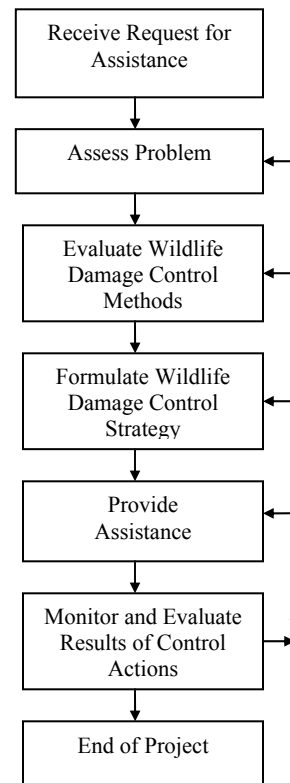 Receive Request for
Assistance
Assess Problem
Evaluate Wildlife
Damage Control
Methods
Formulate Wildlife
Damage Control
Strategy
Provide
Assistance
Monitor and Evaluate
Results of Control
Actions
End of Project